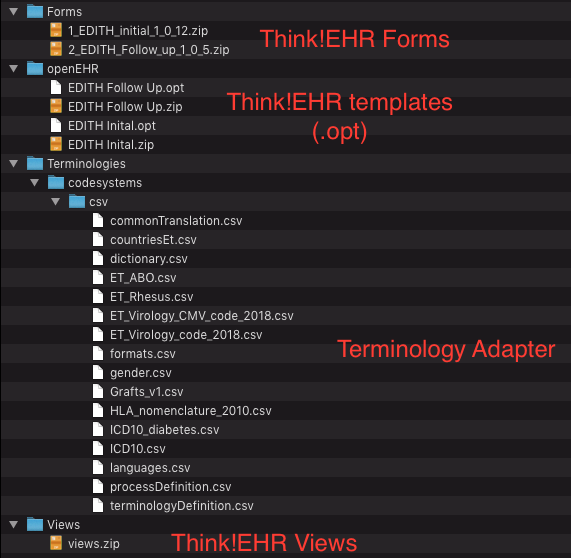 Forms
1_EDITH_initial_1_0_12.zip
Think!EHR Forms
2_EDITH_Follow up_1_0_5.zip
openEHR
EDITH Follow Up.opt
Think!EHR templates
(.opt)
EDITH Follow Up.zip
EDITH Inital.opt
EDITH Inital.zip
Terminologies
codesystems
csv
commonTranslation.csv
countriesEt.csv
dictionary.csv
ET_ABO.csv
ET_Rhesus.csv
ET_Virology_CMV_code_2018.csv
ET_Virology_code_2018.csv
formats.csv
Terminology Adapter
gender.csv
Grafts_v1.csv
HLA_nomenclature_2010.csv
ICD10_diabetes.csv
ICD10.csv
languages.csv
processDefinition.csv
terminologyDefinition.csv
Views
views.zip
Think!EHR Views